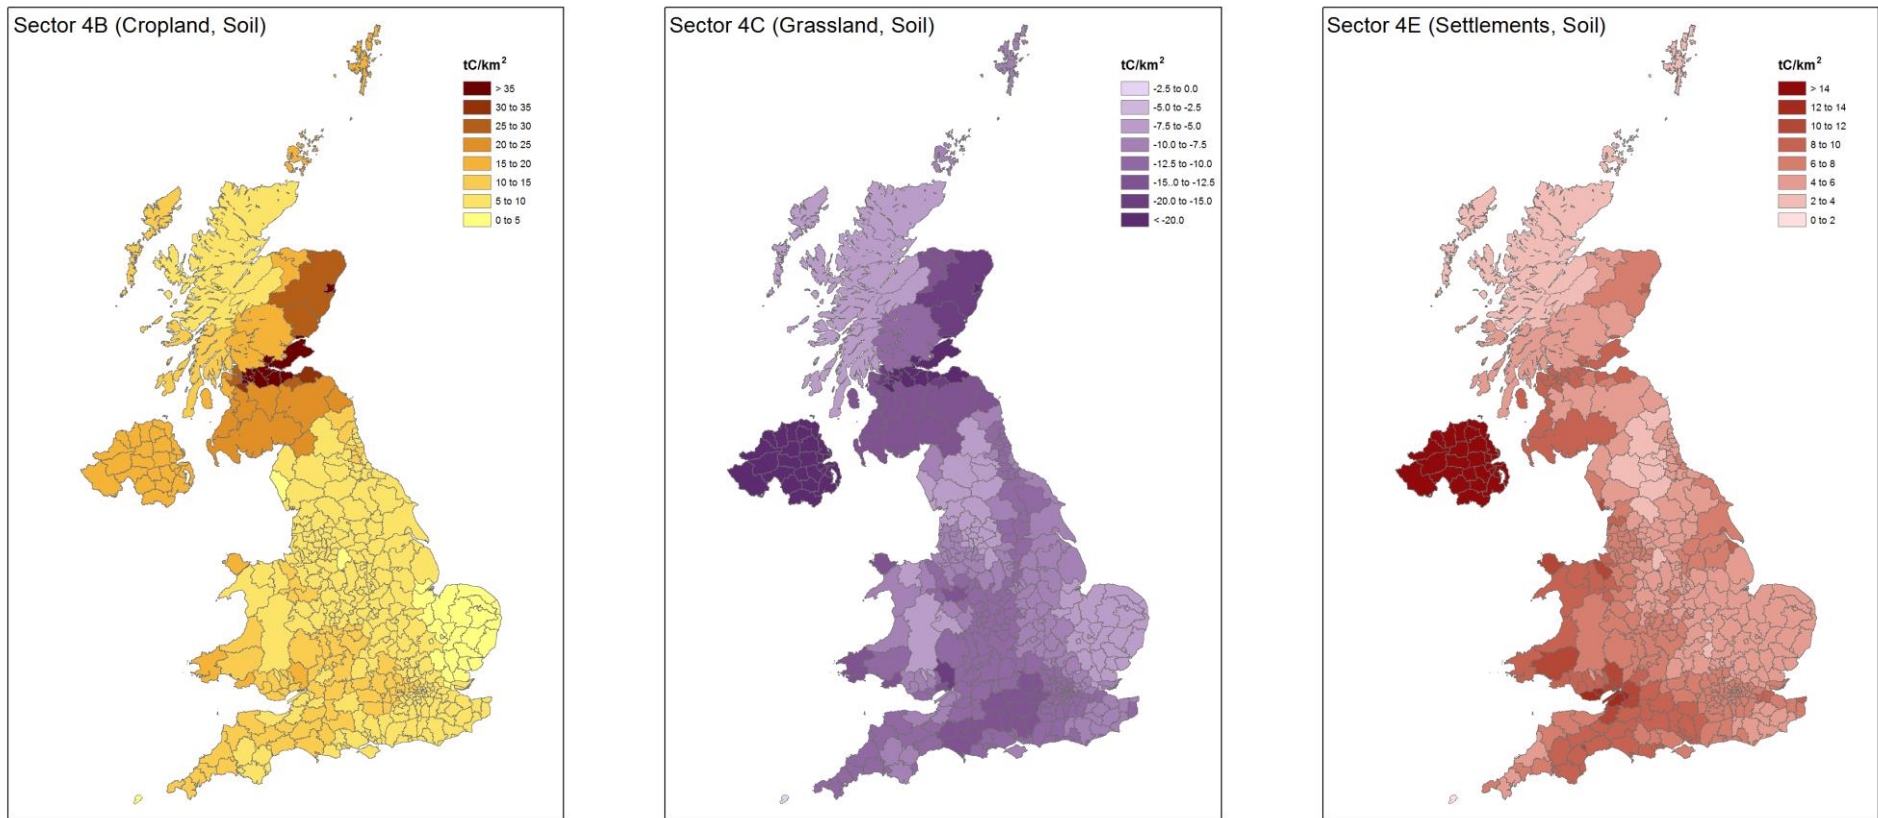 Sector 4B (Cropland, Soil)
tC/km²
> 35
30 to 35
25 to 30
20 to 25
15 to 20
10 to 15
5 to 10
0 to 5
Sector 4C (Grassland, Soil)
tC/km²
-2.5 to 0.0
-5.0 to -2.5
-7.5 to -5.0
-10.0 to -7.5
-12.5 to -10.0
-15..0 to -12.5
-20.0 to -15.0
< -20.0
Sector 4E (Settlements, Soil)
tC/km²
> 14
12 to 14
10 to 12
8 to 10
6 to 8
4 to 6
2 to 4
0 to 2